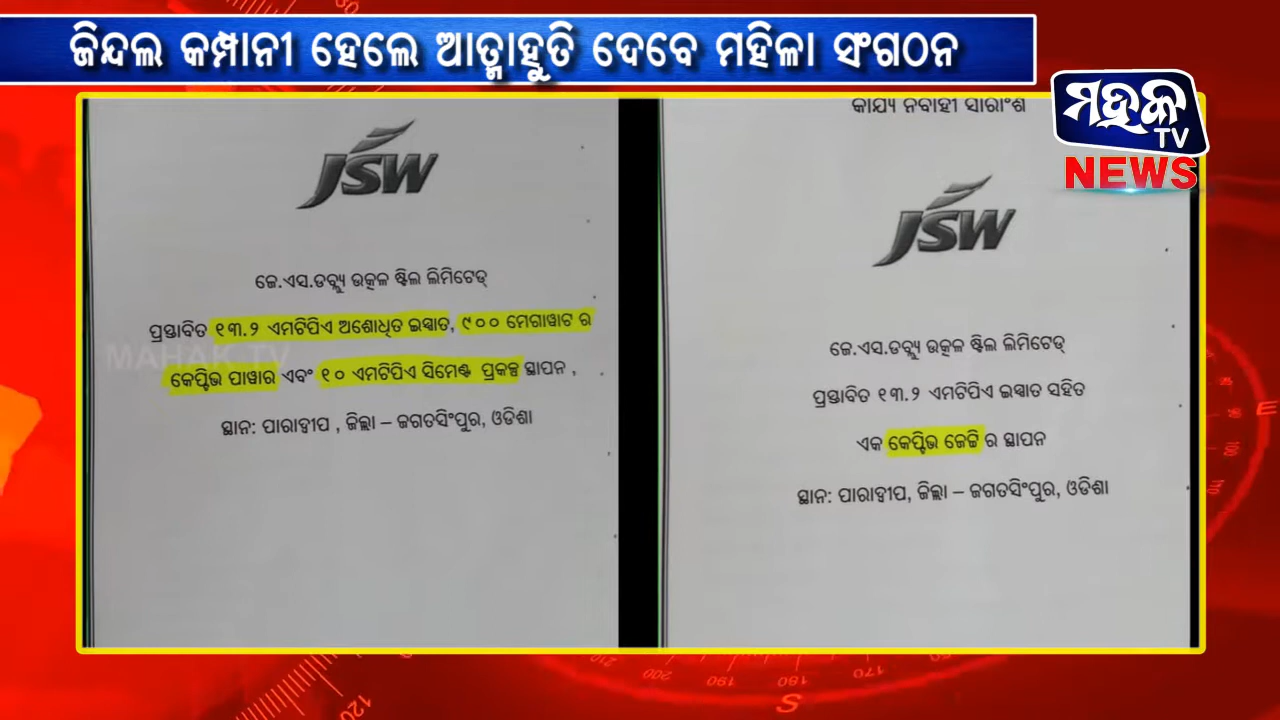 ଜିନ୍ଦଲ କମ୍ପାନୀ ହେଲେ ଆତ୍ମାହୁତି ଦେବେ ମହିଳା ସଂଗଠନ
ମହକ
TV
NEWS
JSW
ଜେ.ଏସ.ଡବ୍ଲ୍ୟୁ ଉତ୍କଳ ଷ୍ଟିଲ ଲିମିଟେଡ୍
ପ୍ରସ୍ତାବିତ ୧୩.୨ ଏମଟିପିଏ ଅଶୋଧିତ ଇସ୍ପାତ, ୯୦୦ ମେଗାୱାଟ ର
କେପ୍ଟିଭ ପାୱାର ଏବଂ ୧୦ ଏମଟିପିଏ ସିମେଣ୍ଟ ପ୍ରକଳ୍ପ ସ୍ଥାପନ ,
ସ୍ଥାନ: ପାରାଦ୍ୱୀପ , ଜିଲ୍ଲା – ଜଗତସିଂପୁର, ଓଡିଶା
MAHAK TV
କାଯ୍ୟ ନବାହୀ ସାରାଂଶ
JSW
ଜେ.ଏସ.ଡବ୍ଲ୍ୟୁ ଉତ୍କଳ ଷ୍ଟିଲ ଲିମିଟେଡ୍
ପ୍ରସ୍ତାବିତ ୧୩.୨ ଏମଟିପିଏ ଇସ୍ପାତ ସହିତ
ଏକ କେପ୍ଟିଭ ଜେଟ୍ଟି ର ସ୍ଥାପନ
ସ୍ଥାନ: ପାରାଦ୍ୱୀପ, ଜିଲ୍ଲା – ଜଗତସିଂପୁର, ଓଡିଶା